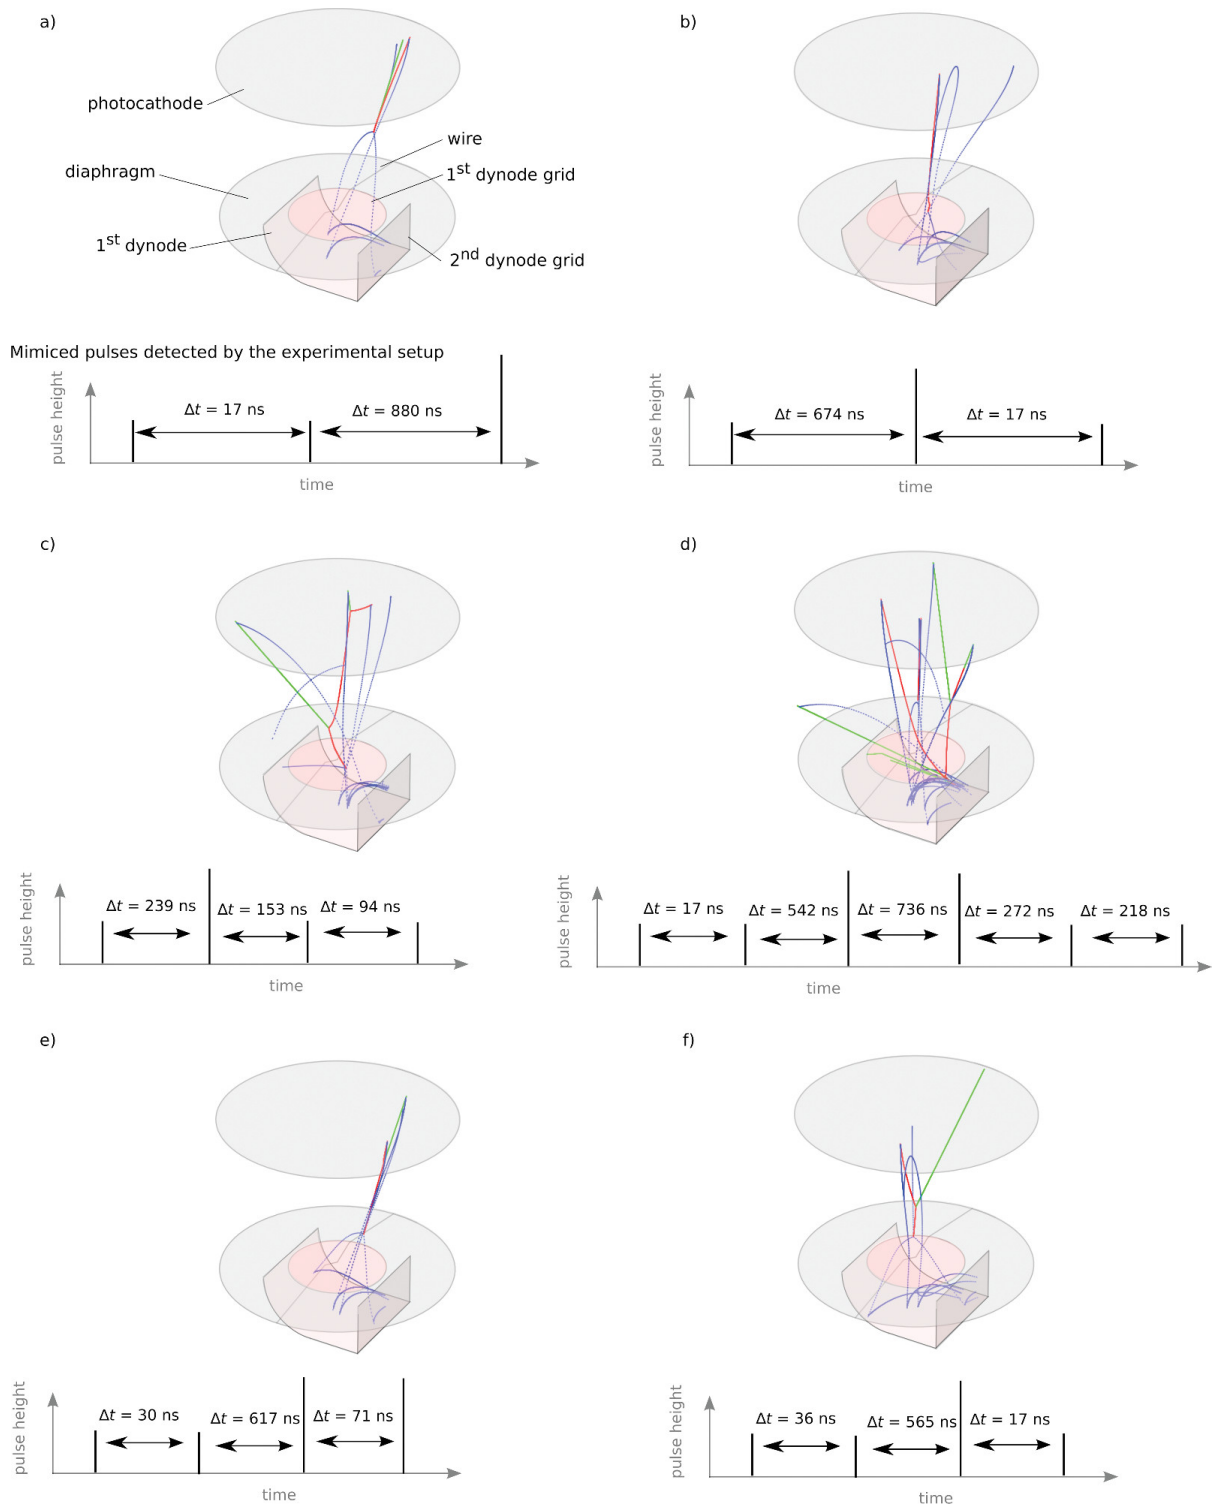 a)
photocathode
diaphragm
1st dynode
wire
1st dynode grid
2nd dynode grid
Mimiced pulses detected by the experimental setup
pulse height
Δt = 17 ns
Δt = 880 ns
time
b)
pulse height
Δt = 674 ns
Δt = 17 ns
time
c)
pulse height
Δt = 239 ns
Δt = 153 ns
Δt = 94 ns
time
d)
pulse height
Δt = 17 ns
Δt = 542 ns
Δt = 736 ns
Δt = 272 ns
Δt = 218 ns
time
e)
pulse height
Δt = 30 ns
Δt = 617 ns
Δt = 71 ns
time
f)
pulse height
Δt = 36 ns
Δt = 565 ns
Δt = 17 ns
time